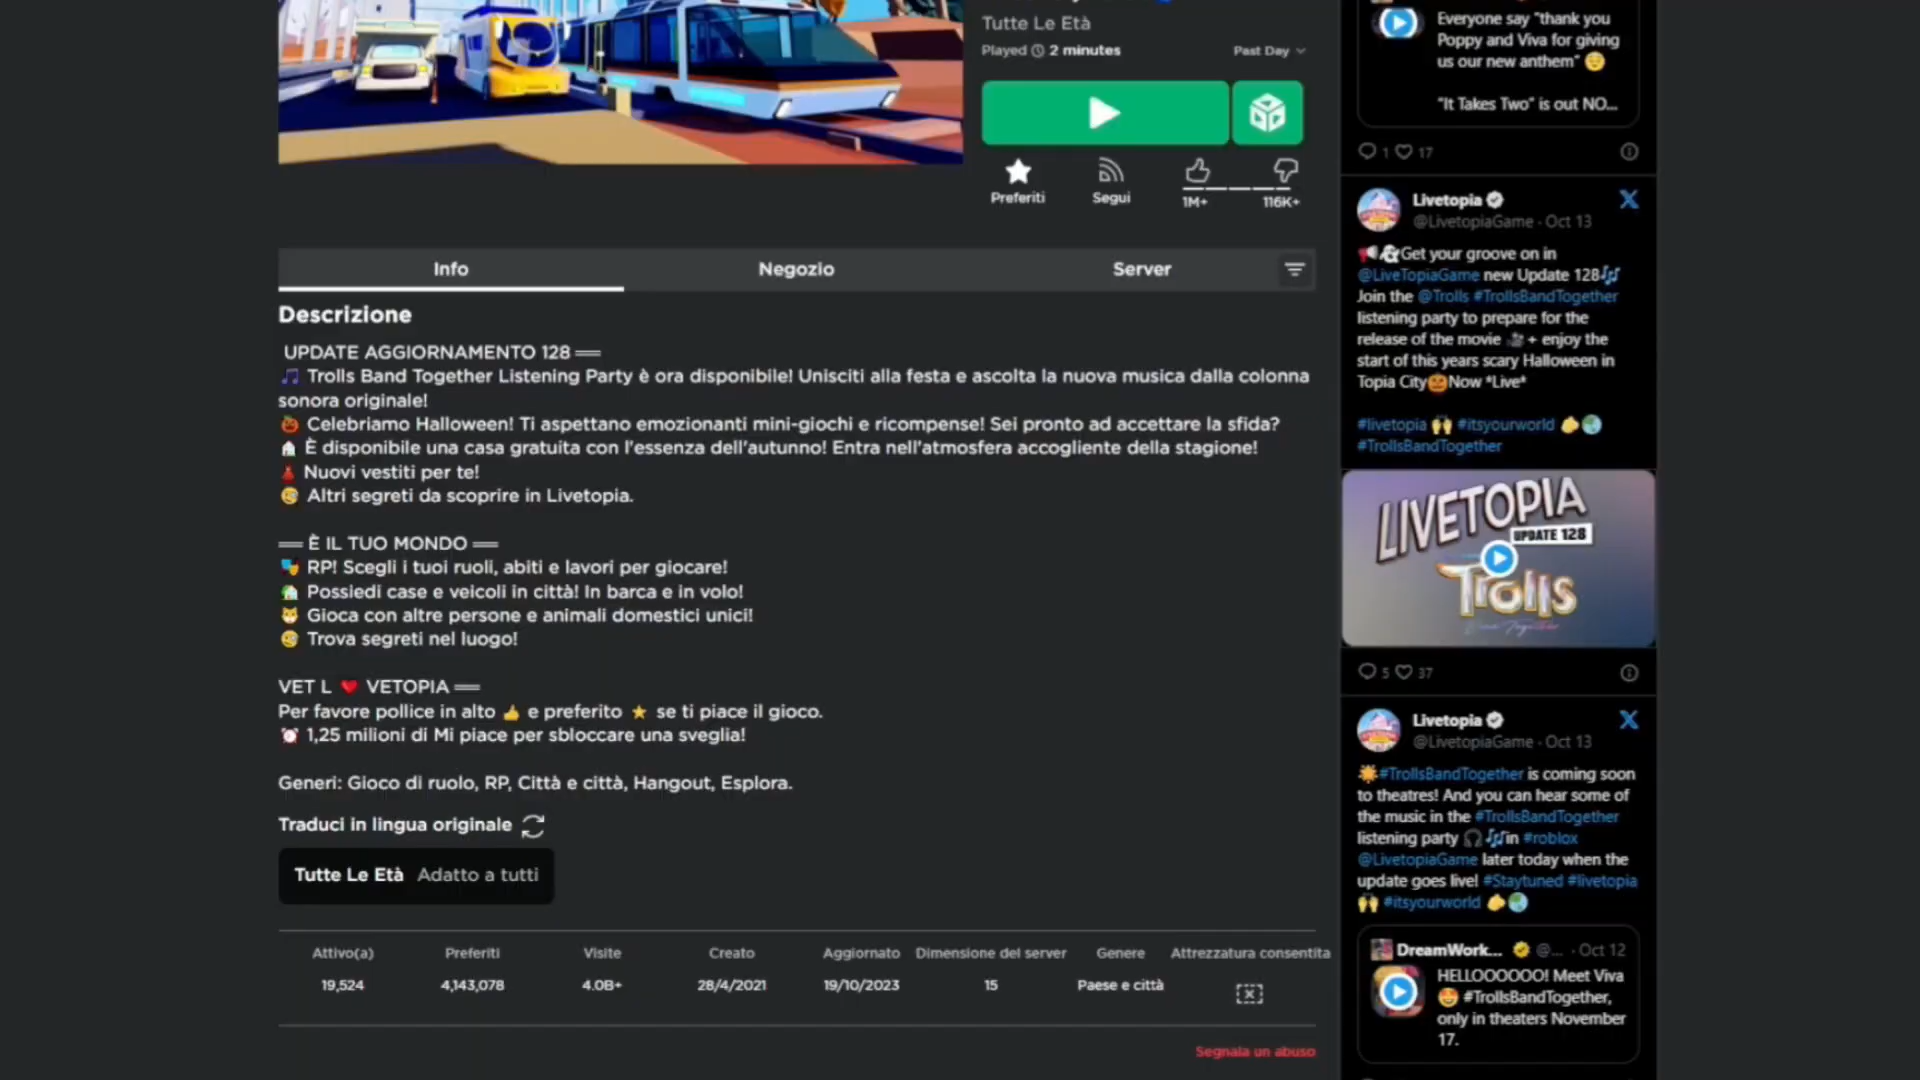 Tutte Le Età
Played 2 minutes
Past Day
Preferiti
Segui
1M+
116K+
Info
Negozio
Server
Descrizione
UPDATE AGGIORNAMENTO 128 ══
🎵 Trolls Band Together Listening Party è ora disponibile! Unisciti alla festa e ascolta la nuova musica dalla colonna
sonora originale!
🎃 Celebriamo Halloween! Ti aspettano emozionanti mini-giochi e ricompense! Sei pronto ad accettare la sfida?
🏠 È disponibile una casa gratuita con l'essenza dell'autunno! Entra nell'atmosfera accogliente della stagione!
Nuovi vestiti per te!
🧐 Altri segreti da scoprire in Livetopia.
══ È IL TUO MONDO ══
🎭 RP! Scegli i tuoi ruoli, abiti e lavori per giocare!
🏡 Possiedi case e veicoli in città! In barca e in volo!
🐱 Gioca con altre persone e animali domestici unici!
🧐 Trova segreti nel luogo!
VET L ❤️ VETOPIA ══
Per favore pollice in alto 👍 e preferito ⭐ se ti piace il gioco.
⏰ 1,25 milioni di Mi piace per sbloccare una sveglia!
Generi: Gioco di ruolo, RP, Città e città, Hangout, Esplora.
Traduci in lingua originale
Tutte Le Età Adatto a tutti
Attivo(a) Preferiti Visite Creato Aggiornato Dimensione del server Genere Attrezzatura consentita
19,524 4,143,078 4.0B+ 28/4/2021 19/10/2023 15 Paese e città
Segnala un abuso
Everyone say "thank you
Poppy and Viva for giving
us our new anthem" 😌
"It Takes Two" is out NO...
1 17
Livetopia
@LivetopiaGame · Oct 13
📢👻Get your groove on in
@LiveTopiaGame new Update 128🎶
Join the @Trolls #TrollsBandTogether
listening party to prepare for the
release of the movie 🎥 + enjoy the
start of this years scary Halloween in
Topia City🎃Now *Live*
#livetopia 🙌 #itsyourworld 🫴🌏
#TrollsBandTogether
LIVETOPIA
UPDATE 128
Trolls
Band Together
5 37
Livetopia
@LivetopiaGame · Oct 13
🌟#TrollsBandTogether is coming soon
to theatres! And you can hear some of
the music in the #TrollsBandTogether
listening party 🎧🎶in #roblox
@LivetopiaGame later today when the
update goes live! #Staytuned #livetopia
🙌 #itsyourworld 🫴🌏
DreamWork... @... · Oct 12
HELLOOOOOO! Meet Viva
🤩 #TrollsBandTogether,
only in theaters November
17.